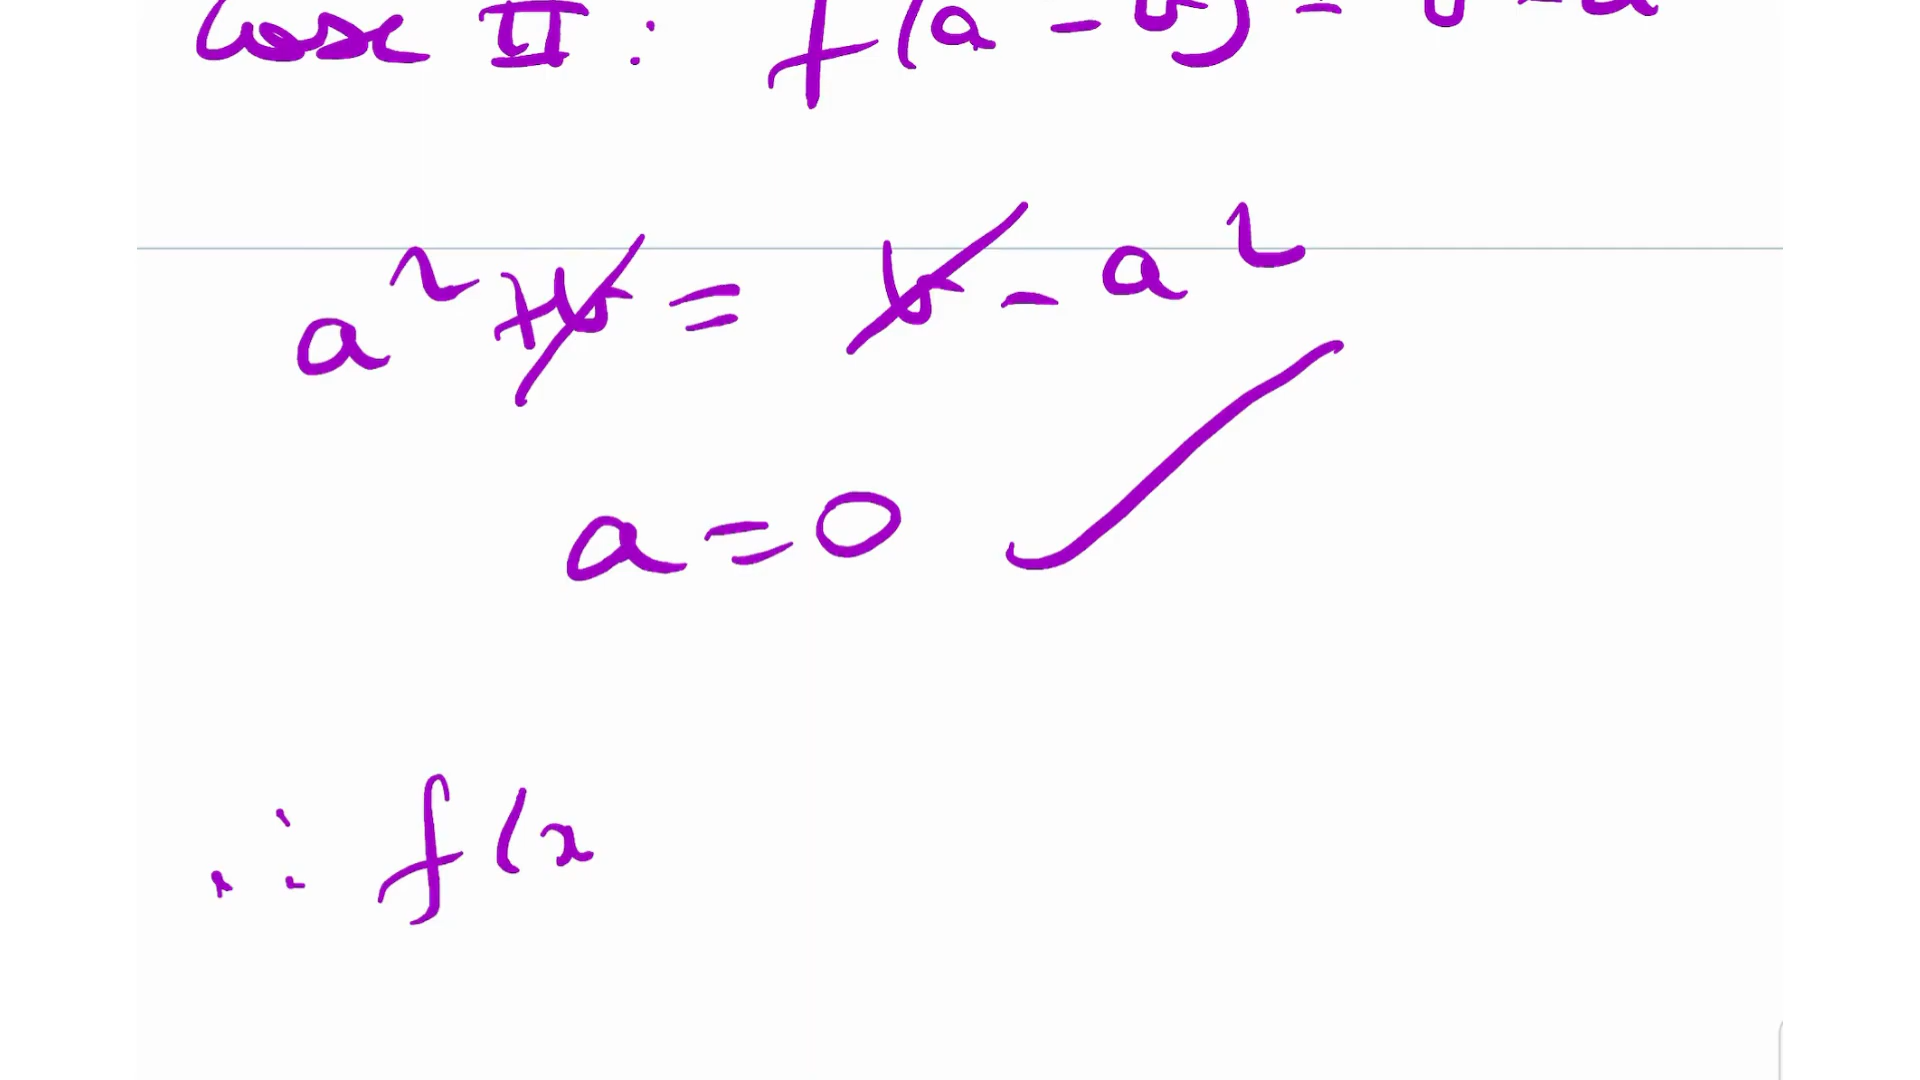 Case II: f(a - b) = b - a
a² + b = b - a²
a = 0
∴ f(x